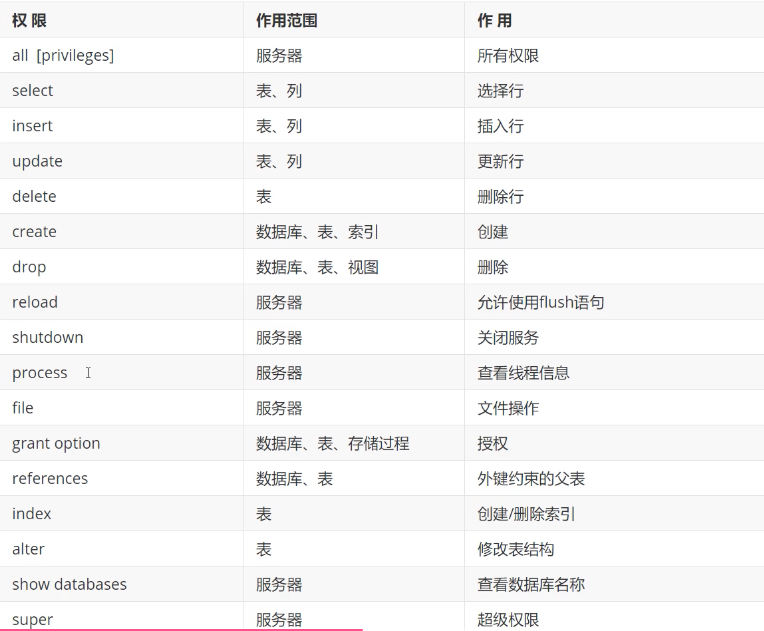 权 限 作用范围 作 用
all [privileges] 服务器 所有权限
select 表、列 选择行
insert 表、列 插入行
update 表、列 更新行
delete 表 删除行
create 数据库、表、索引 创建
drop 数据库、表、视图 删除
reload 服务器 允许使用flush语句
shutdown 服务器 关闭服务
process 服务器 查看线程信息
file 服务器 文件操作
grant option 数据库、表、存储过程 授权
references 数据库、表 外键约束的父表
index 表 创建/删除索引
alter 表 修改表结构
show databases 服务器 查看数据库名称
super 服务器 超级权限